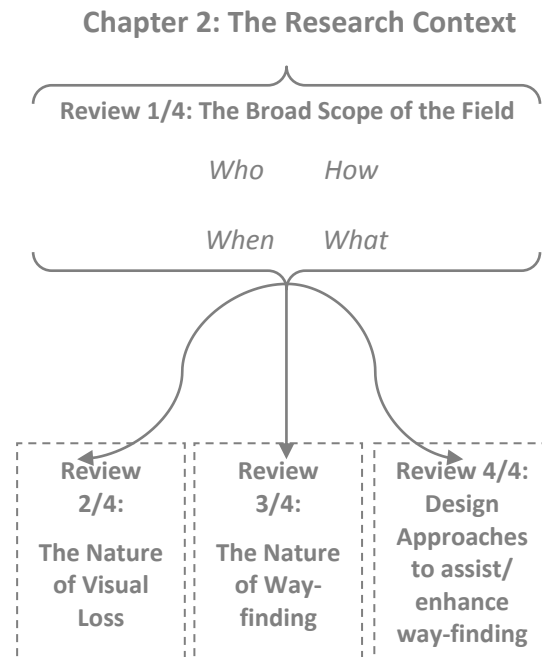 Chapter 2: The Research Context
Review 1/4: The Broad Scope of the Field
Who How
When What
Review
2/4:
The Nature
of Visual
Loss
Review
3/4:
The Nature
of Way-
finding
Review 4/4:
Design
Approaches
to assist/
enhance
way-finding